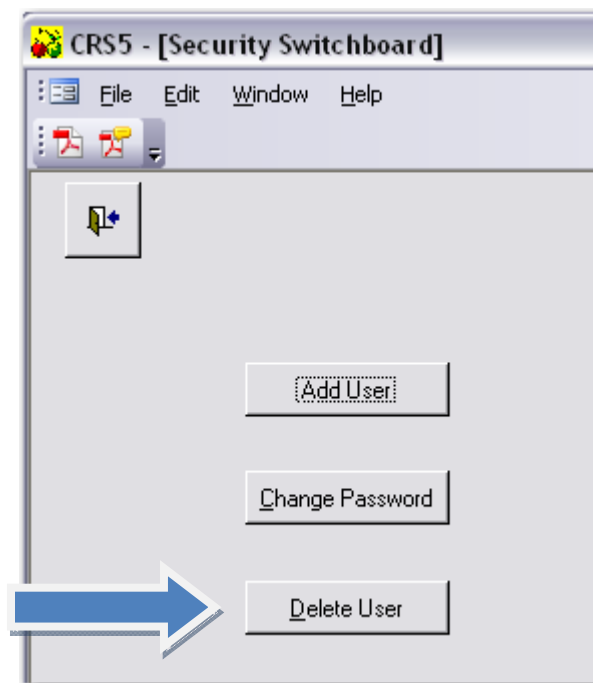 CRS5 - [Security Switchboard]
File Edit Window Help
Add User
Change Password
Delete User